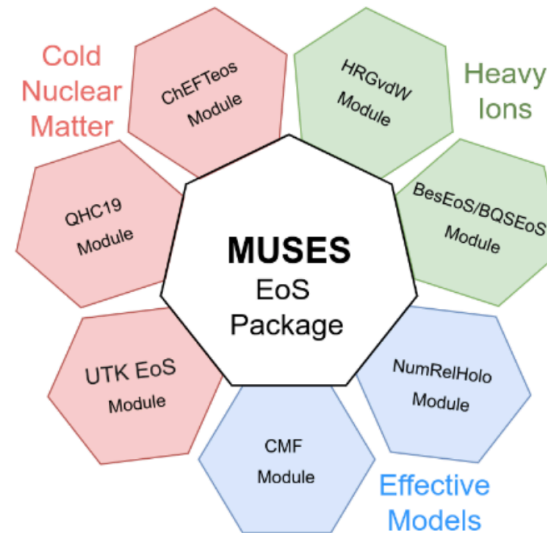 Cold
Nuclear
Matter
ChEFTeos
Module
HRGvdW
Module
Heavy
Ions
QHC19
Module
BesEoS/BQSEoS
Module
MUSES
EoS
Package
UTK EoS
Module
NumRelHolo
Module
CMF
Module
Effective
Models